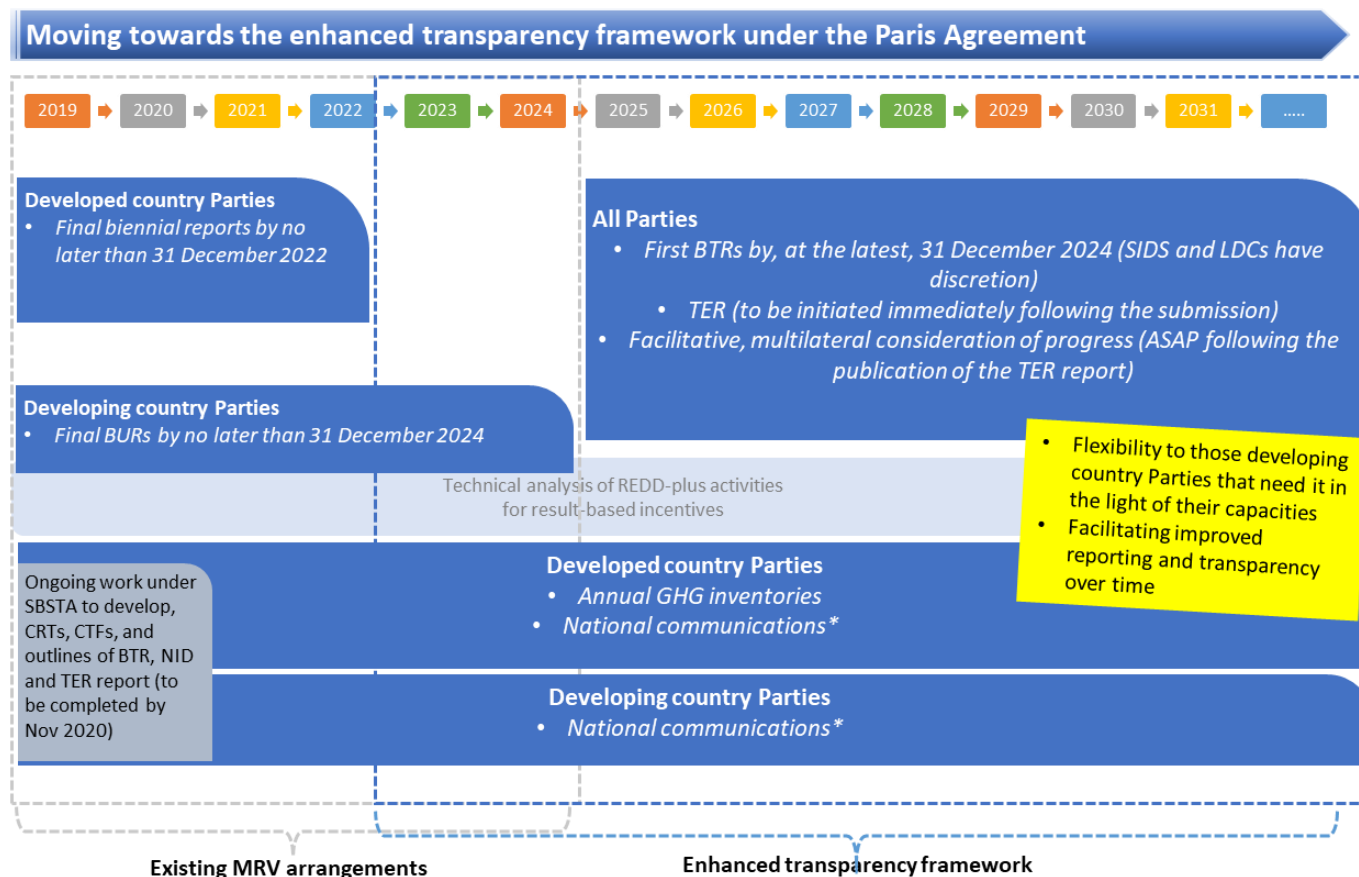 Moving towards the enhanced transparency framework under the Paris Agreement
2019 2020 2021 2022 2023 2024 2025 2026 2027 2028 2029 2030 2031 .....
Developed country Parties
• Final biennial reports by no
later than 31 December 2022
All Parties
• First BTRs by, at the latest, 31 December 2024 (SIDS and LDCs have
discretion)
• TER (to be initiated immediately following the submission)
• Facilitative, multilateral consideration of progress (ASAP following the
publication of the TER report)
Developing country Parties
• Final BURs by no later than 31 December 2024
Technical analysis of REDD-plus activities
for result-based incentives
• Flexibility to those developing
country Parties that need it in
the light of their capacities
• Facilitating improved
reporting and transparency
over time
Developed country Parties
• Annual GHG inventories
• National communications*
Ongoing work under
SBSTA to develop,
CRTs, CTFs, and
outlines of BTR, NID
and TER report (to
be completed by
Nov 2020)
Developing country Parties
• National communications*
Existing MRV arrangements
Enhanced transparency framework